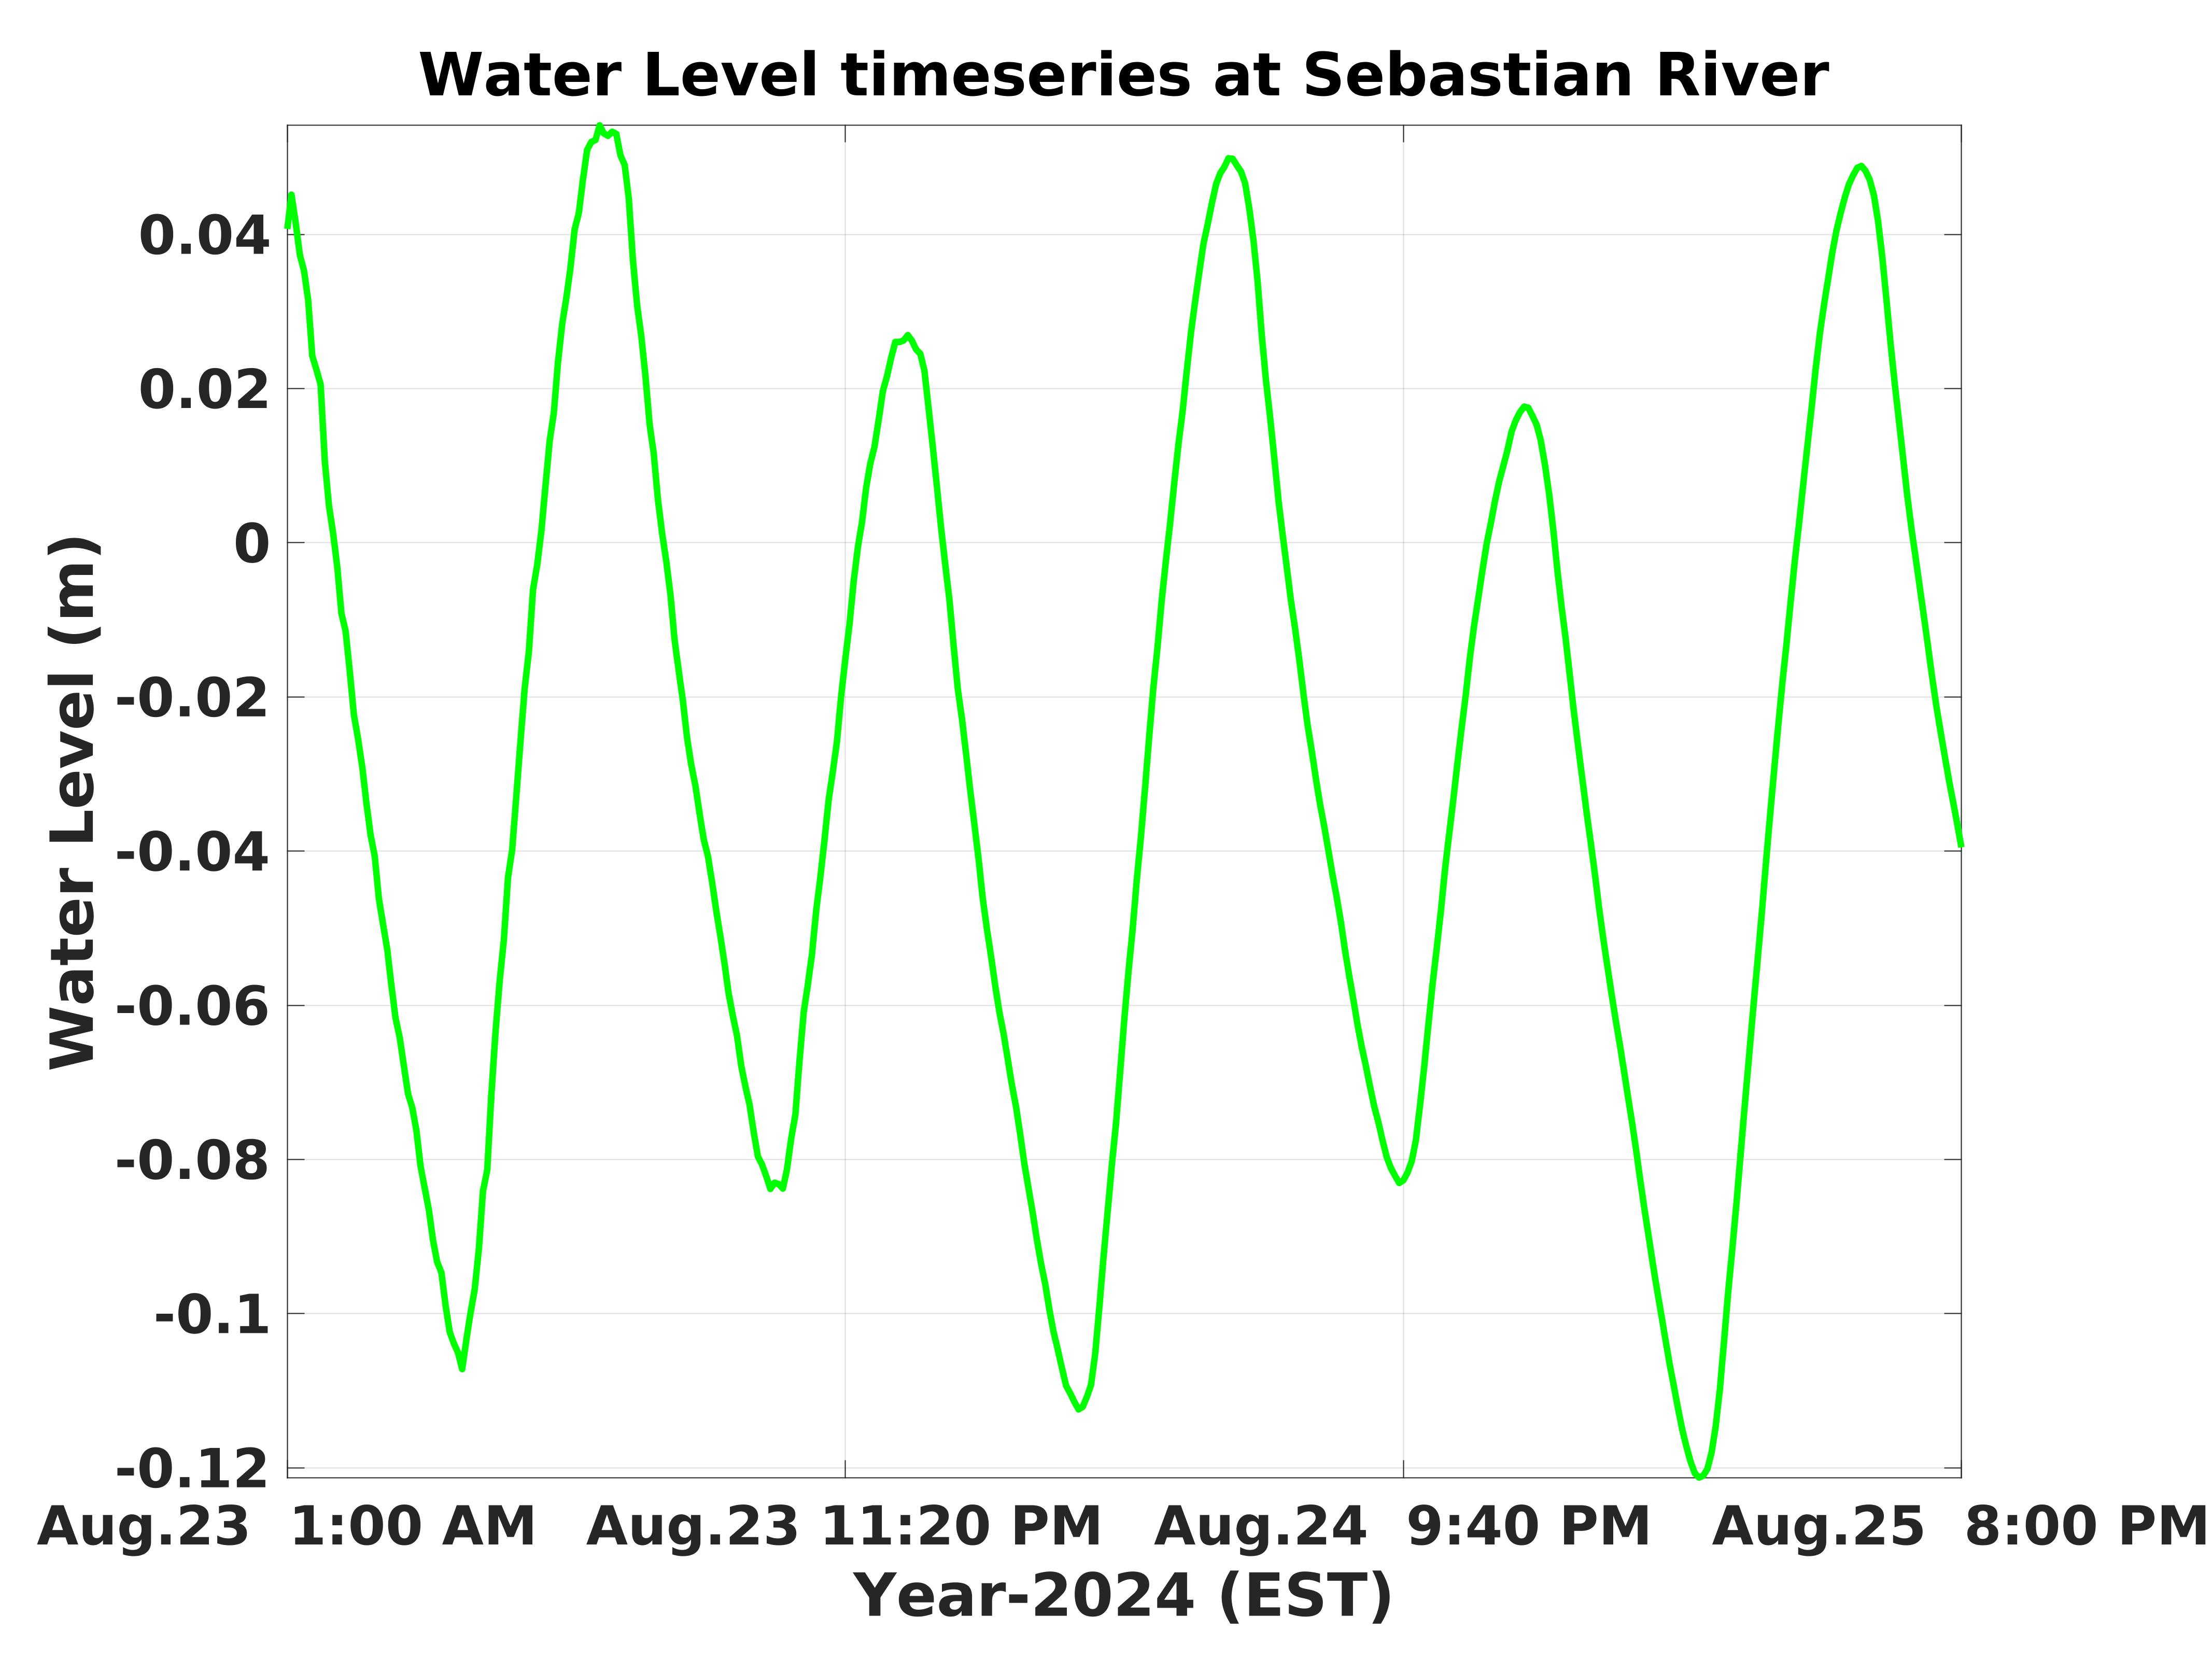 Water Level timeseries at Sebastian River
Water Level (m)
0.04
0.02
0
-0.02
-0.04
-0.06
-0.08
-0.1
-0.12
Aug.23 1:00 AM
Aug.23 11:20 PM
Aug.24 9:40 PM
Aug.25 8:00 PM
Year-2024 (EST)